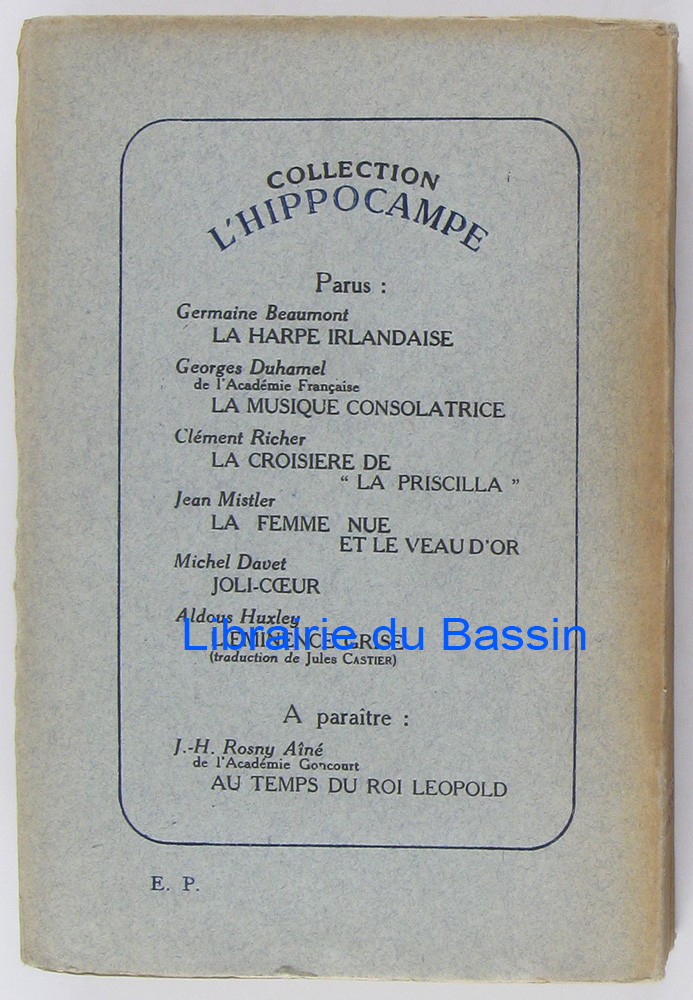 COLLECTION
L'HIPPOCAMPE
Parus :
Germaine Beaumont
LA HARPE IRLANDAISE
Georges Duhamel
de l'Académie Française
LA MUSIQUE CONSOLATRICE
Clément Richer
LA CROISIERE DE
“ LA PRISCILLA ”
Jean Mistler
LA FEMME NUE
ET LE VEAU D'OR
Michel Davet
JOLI-CŒUR
Aldous Huxley
L'EMINENCE GRISE
Librairie du Bassin
(traduction de Jules CASTIER)
A paraître :
J.-H. Rosny Aîné
de l'Académie Goncourt
AU TEMPS DU ROI LEOPOLD
E. P.